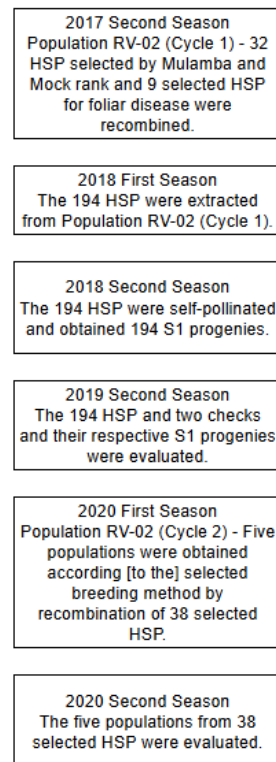 2017 Second Season
Population RV-02 (Cycle 1) - 32
HSP selected by Mulamba and
Mock rank and 9 selected HSP
for foliar disease were
recombined.
2018 First Season
The 194 HSP were extracted
from Population RV-02 (Cycle 1).
2018 Second Season
The 194 HSP were self-pollinated
and obtained 194 S1 progenies.
2019 Second Season
The 194 HSP and two checks
and their respective S1 progenies
were evaluated.
2020 First Season
Population RV-02 (Cycle 2) - Five
populations were obtained
according [to the] selected
breeding method by
recombination of 38 selected
HSP.
2020 Second Season
The five populations from 38
selected HSP were evaluated.